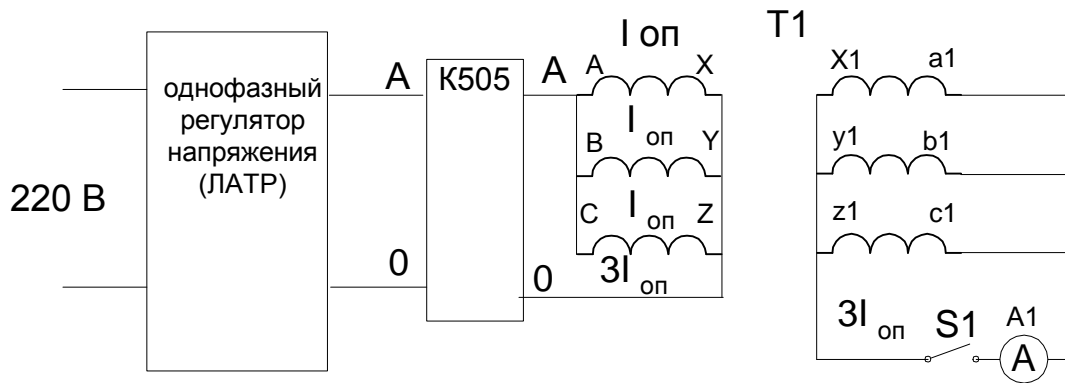 220 В
однофазный
регулятор
напряжения
(ЛАТР)
А
0
К505
А
0
I оп
A X
I оп
B Y
I оп
C Z
3I оп
T1
X1 a1
y1 b1
z1 c1
3I оп
S1
A1
A